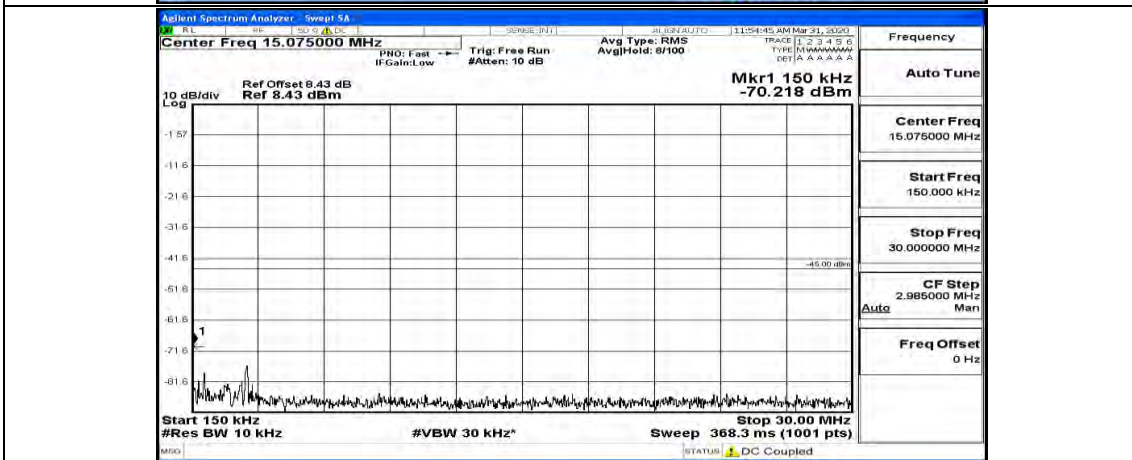 Agilent Spectrum Analyzer - Swept SA
RL RF 50 Ω DC SENSE:INT ALIGN AUTO 11:54:45 AM Mar 31, 2020
Center Freq 15.075000 MHz
PNO: Fast
IFGain:Low
Trig: Free Run
#Atten: 10 dB
Avg Type: RMS
Avg|Hold: 8/100
TRACE 1 2 3 4 5 6
TYPE MWWWWW
DET A A A A A A
Ref Offset 8.43 dB
Ref 8.43 dBm
10 dB/div
Log
Mkr1 150 kHz
-70.218 dBm
-1.57
-11.6
-21.6
-31.6
-41.6
-45.00 dBm
-51.6
-61.6
1
-71.6
-81.6
Start 150 kHz
Stop 30.00 MHz
#Res BW 10 kHz
#VBW 30 kHz*
Sweep 368.3 ms (1001 pts)
MSG
STATUS DC Coupled
Frequency
Auto Tune
Center Freq
15.075000 MHz
Start Freq
150.000 kHz
Stop Freq
30.000000 MHz
CF Step
2.985000 MHz
Auto Man
Freq Offset
0 Hz